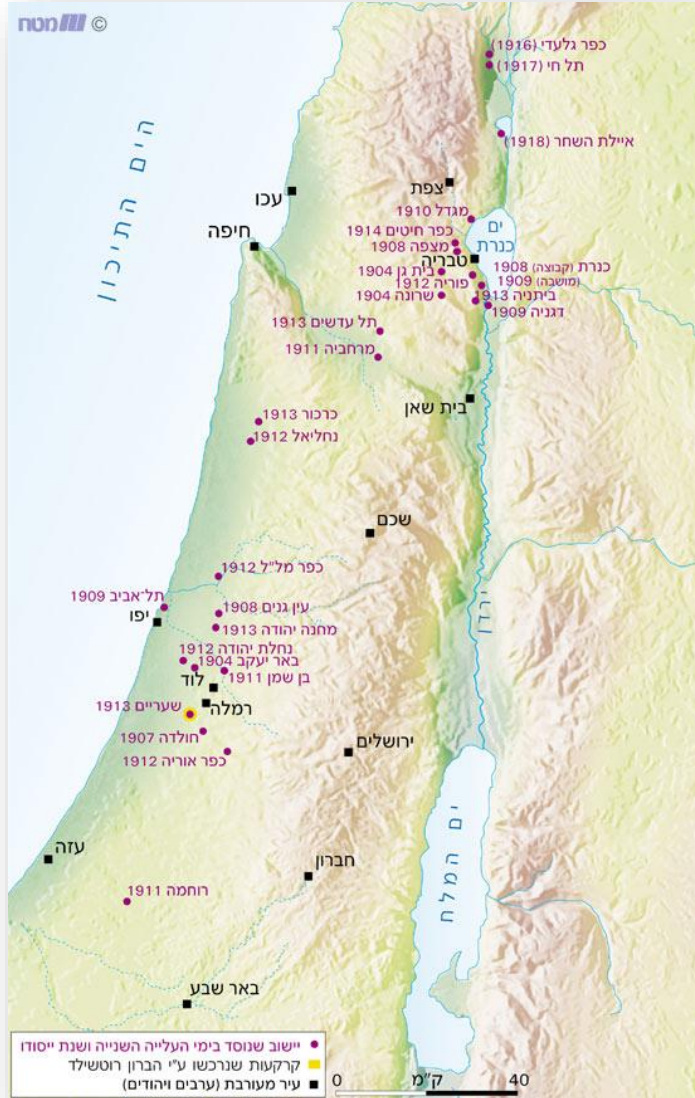 © מטח
כפר גלעדי (1916)
תל חי (1917)
איילת השחר (1918)
הים התיכון
צפת
עכו
מגדל 1910
חיפה
ים
כנרת
כפר חיטים 1914
מצפה 1908
טבריה
כנרת (קבוצה) 1908
(מושבה) 1909
בית גן 1904
פוריה 1912
שרונה 1904
ביתניה 1913
דגניה 1909
תל עדשים 1913
מרחביה 1911
בית שאן
כרכור 1913
נחליאל 1912
שכם
כפר מל"ל 1912
ירדן
תל־אביב 1909
עין גנים 1908
יפו
מחנה יהודה 1913
נחלת יהודה 1912
באר יעקב 1904
בן שמן 1911
לוד
רמלה
שעריים 1913
חולדה 1907
ירושלים
כפר אוריה 1912
ים המלח
עזה
חברון
רוחמה 1911
באר שבע
יישוב שנוסד בימי העלייה השנייה ושנת ייסודו
קרקעות שנרכשו ע"י הברון רוטשילד
עיר מעורבת (ערבים ויהודים)
0 ק"מ 40